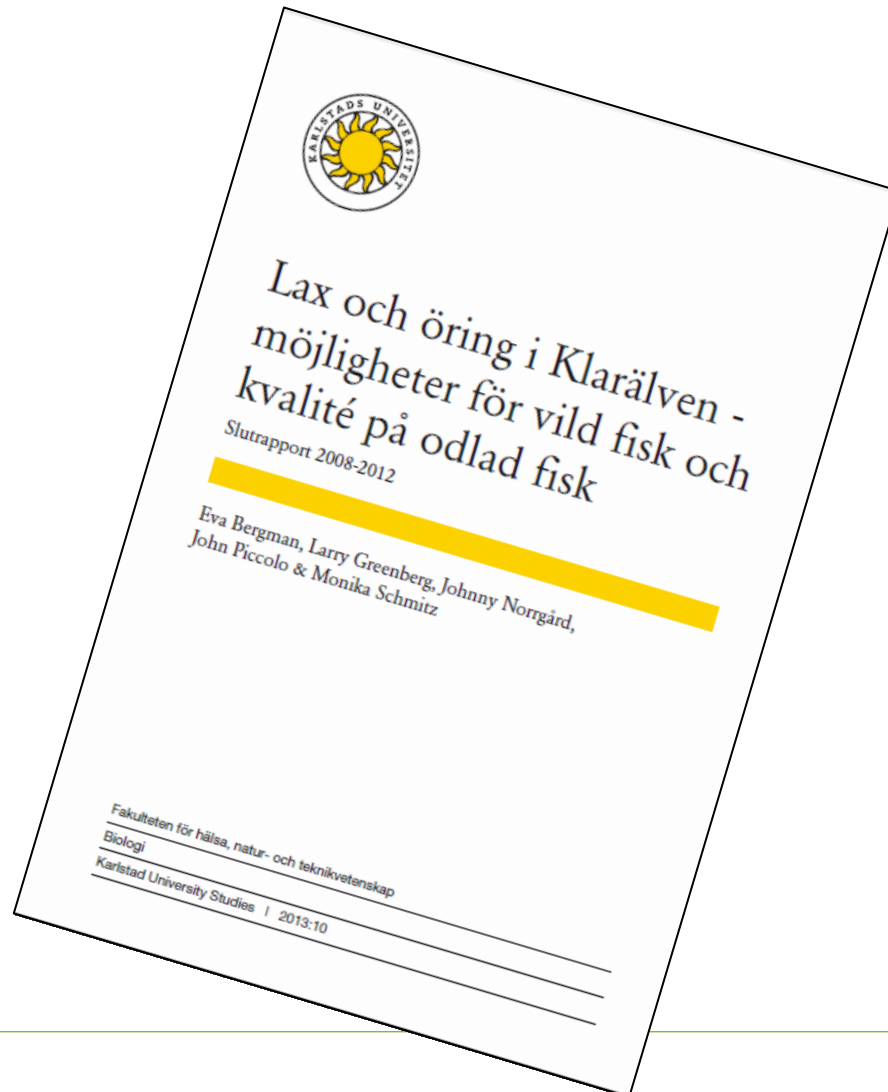 KARLSTADS UNIVERSITET
Lax och öring i Klarälven -
möjligheter för vild fisk och
kvalité på odlad fisk
Slutrapport 2008-2012
Eva Bergman, Larry Greenberg, Johnny Norrgård,
John Piccolo & Monika Schmitz
Fakulteten för hälsa, natur- och teknikvetenskap
Biologi
Karlstad University Studies | 2013:10